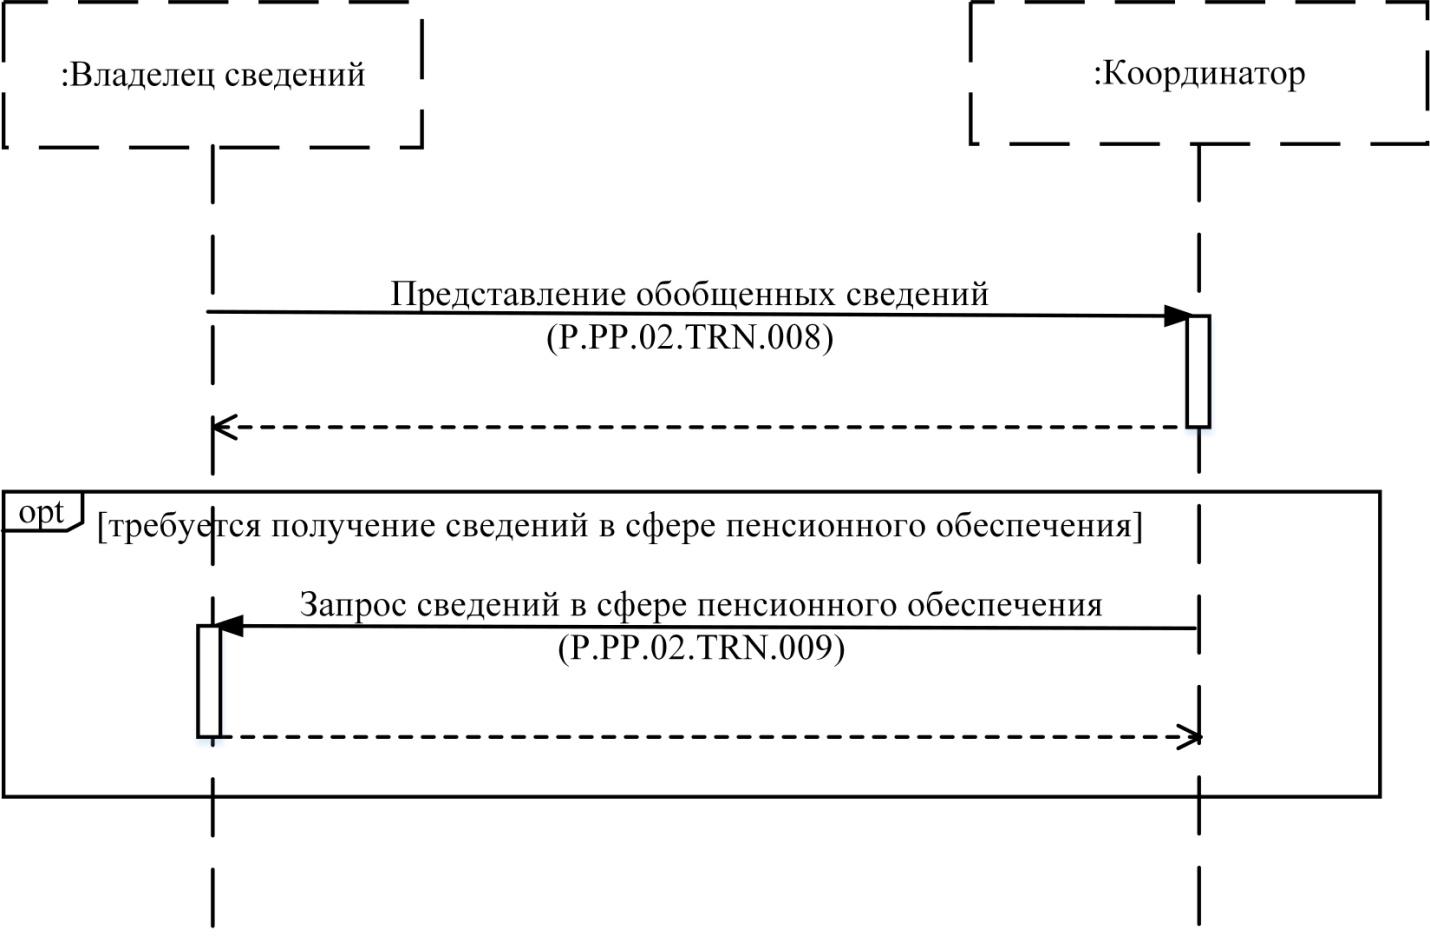 :Владелец сведений
:Координатор
Представление обобщенных сведений
(P.PP.02.TRN.008)
opt
[требуется получение сведений в сфере пенсионного обеспечения]
Запрос сведений в сфере пенсионного обеспечения
(P.PP.02.TRN.009)